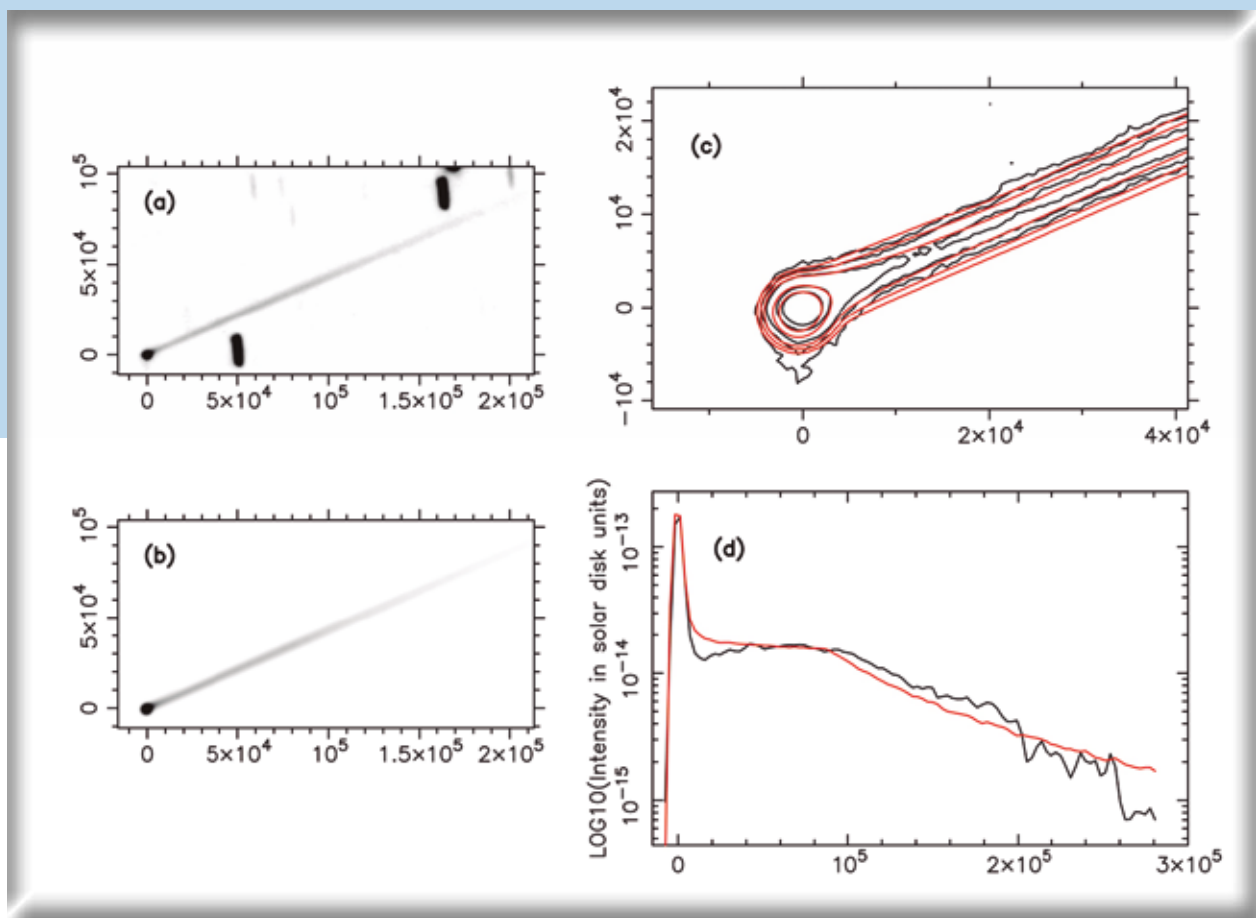 (a)
10⁵
5×10⁴
0
0 5×10⁴ 10⁵ 1.5×10⁵ 2×10⁵
(b)
10⁵
5×10⁴
0
0 5×10⁴ 10⁵ 1.5×10⁵ 2×10⁵
(c)
2×10⁴
10⁴
0
−10⁴
0 2×10⁴ 4×10⁴
(d)
LOG10(Intensity in solar disk units)
10⁻¹³
10⁻¹⁴
10⁻¹⁵
0 10⁵ 2×10⁵ 3×10⁵